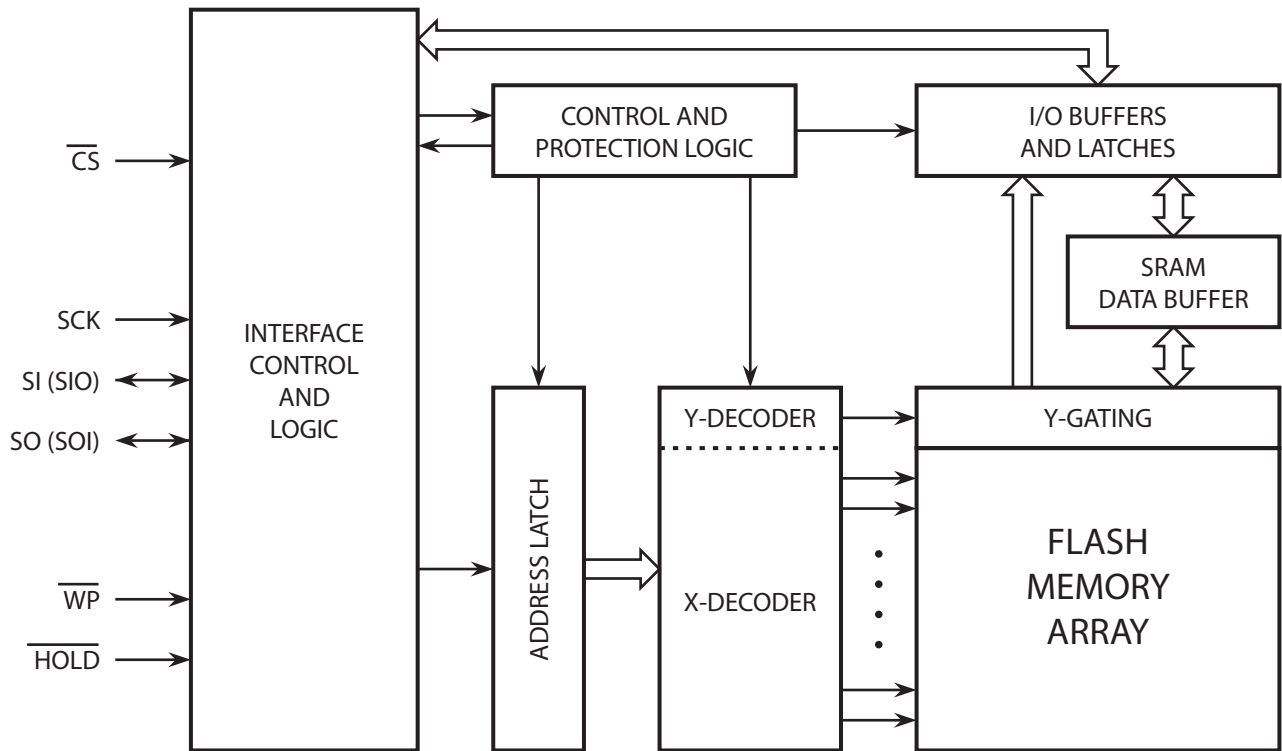 CS
SCK
SI (SIO)
SO (SOI)
WP
HOLD
INTERFACE
CONTROL
AND
LOGIC
CONTROL AND
PROTECTION LOGIC
I/O BUFFERS
AND LATCHES
SRAM
DATA BUFFER
ADDRESS LATCH
Y-DECODER
X-DECODER
Y-GATING
FLASH
MEMORY
ARRAY